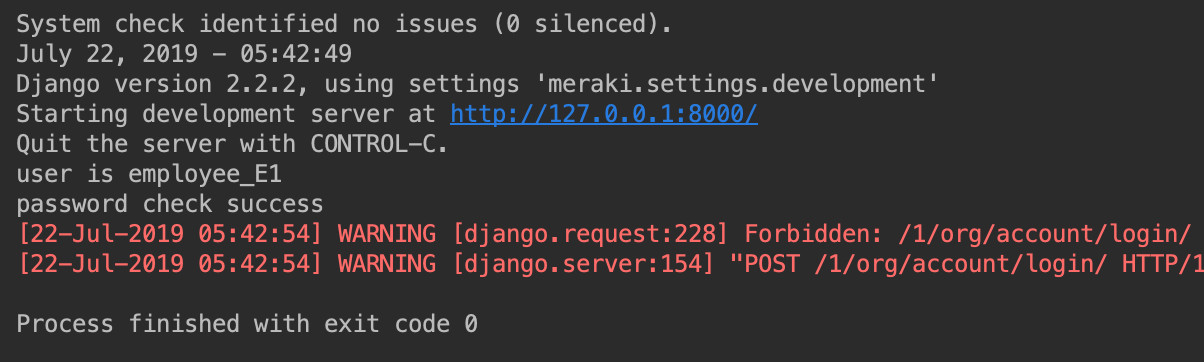 System check identified no issues (0 silenced).
July 22, 2019 - 05:42:49
Django version 2.2.2, using settings 'meraki.settings.development'
Starting development server at http://127.0.0.1:8000/
Quit the server with CONTROL-C.
user is employee_E1
password check success
[22-Jul-2019 05:42:54] WARNING [django.request:228] Forbidden: /1/org/account/login/
[22-Jul-2019 05:42:54] WARNING [django.server:154] "POST /1/org/account/login/ HTTP/1
Process finished with exit code 0